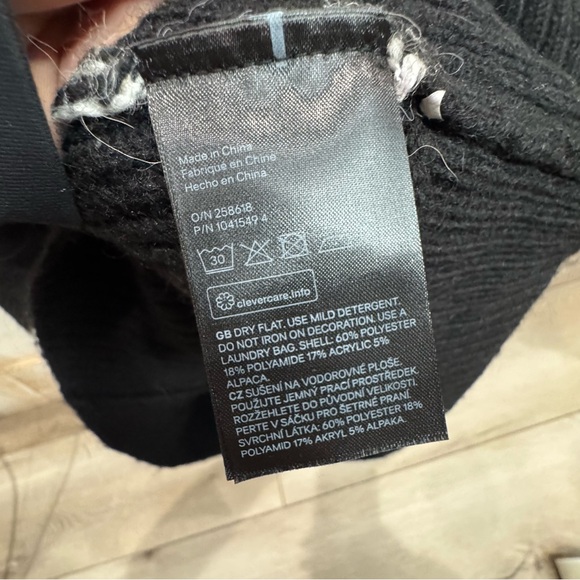 Made in China
Fabriqué en Chine
Hecho en China
O/N 258618
P/N 1041549 4
30
clevercare.info
GB DRY FLAT. USE MILD DETERGENT.
DO NOT IRON ON DECORATION. USE A
LAUNDRY BAG. SHELL: 60% POLYESTER
18% POLYAMIDE 17% ACRYLIC 5%
ALPACA.
CZ SUŠENÍ NA VODOROVNÉ PLOŠE.
POUŽIJTE JEMNÝ PRACÍ PROSTŘEDEK.
ROZŽEHLETE DO PŮVODNÍ VELIKOSTI.
PERTE V SÁČKU PRO ŠETRNÉ PRANÍ
SVRCHNÍ LÁTKA: 60% POLYESTER 18%
POLYAMID 17% AKRYL 5% ALPAKA.